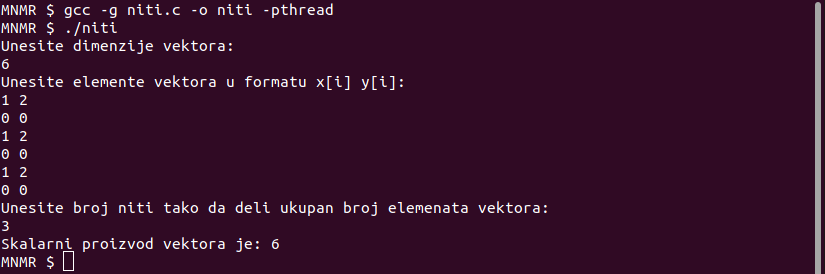 MNMR $ gcc -g niti.c -o niti -pthread
MNMR $ ./niti
Unesite dimenzije vektora:
6
Unesite elemente vektora u formatu x[i] y[i]:
1 2
0 0
1 2
0 0
1 2
0 0
Unesite broj niti tako da deli ukupan broj elemenata vektora:
3
Skalarni proizvod vektora je: 6
MNMR $